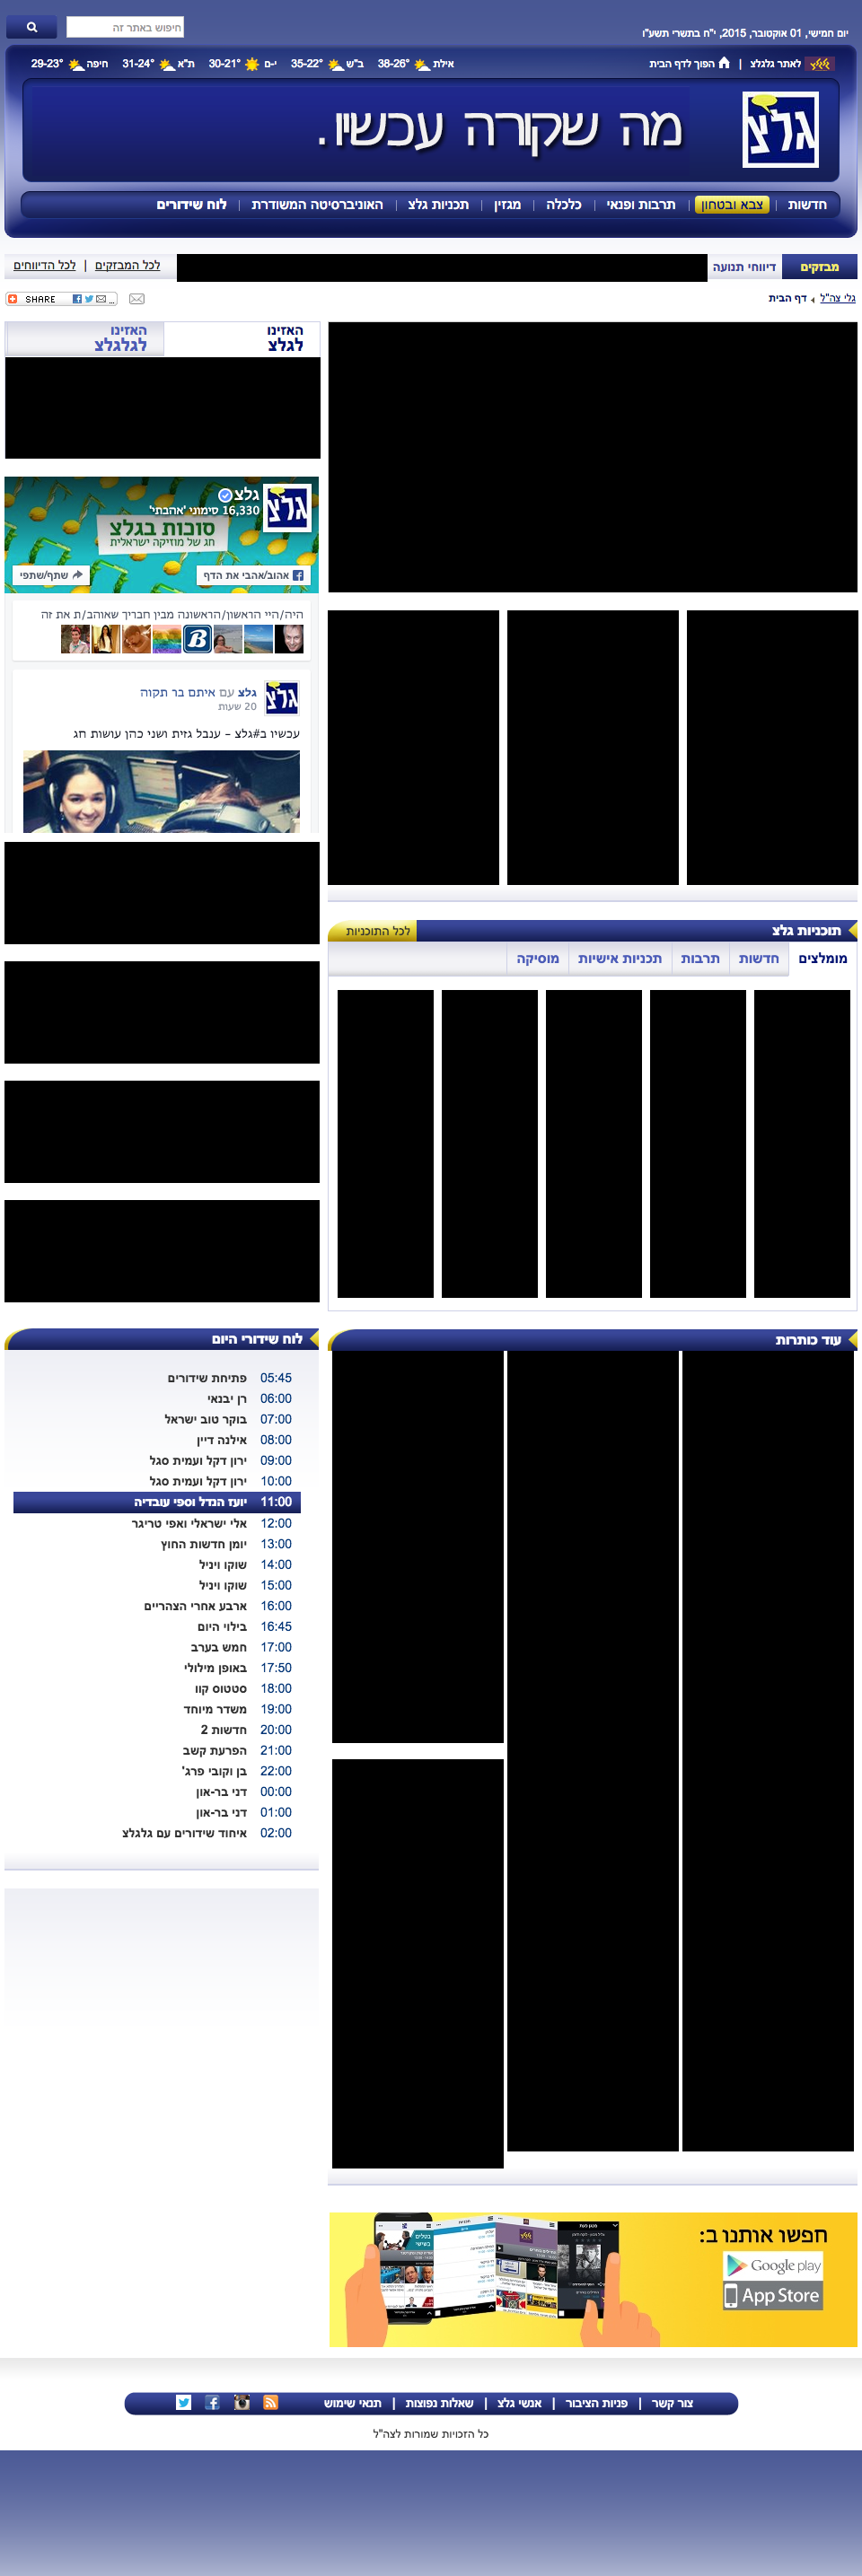 יום חמישי, 01 אוקטובר, 2015, י"ח בתשרי תשע"ו
חיפוש באתר זה
לאתר גלגלצ | הפוך לדף הבית
אילת 38-26° ב"ש 35-22° י-ם 30-21° ת"א 31-24° חיפה 29-23°
גלצ
מה שקורה עכשיו.
חדשות | צבא ובטחון | תרבות ופנאי | כלכלה | מגזין | תכניות גלצ | האוניברסיטה המשודרת | לוח שידורים
מבזקים דיווחי תנועה
לכל המבזקים | לכל הדיווחים
גלי צה"ל דף הבית
SHARE ...
האזינו לגלצ
האזינו לגלגלצ
גלצ
גלצ
16,330 סימוני 'אהבתי'
סוכות בגלצ
חג של מוזיקה ישראלית
אהוב/אהבי את הדף
שתף/שתפי
היה/היי הראשון/הראשונה מבין חבריך שאוהב/ת את זה
B
גלצ
גלצ עם איתם בר תקוה
20 שעות
עכשיו ב#גלצ - ענבל גזית ושני כהן עושות חג
תוכניות גלצ
לכל התוכניות
מומלצים חדשות תרבות תכניות אישיות מוסיקה
עוד כותרות
לוח שידורי היום
05:45 פתיחת שידורים
06:00 רן יבנאי
07:00 בוקר טוב ישראל
08:00 אילנה דיין
09:00 ירון דקל ועמית סגל
10:00 ירון דקל ועמית סגל
11:00 יועז הנדל וספי עובדיה
12:00 אלי ישראלי ואפי טריגר
13:00 יומן חדשות החוץ
14:00 שוקו ויניל
15:00 שוקו ויניל
16:00 ארבע אחרי הצהריים
16:45 בילוי היום
17:00 חמש בערב
17:50 באופן מילולי
18:00 סטטוס קוו
19:00 משדר מיוחד
20:00 חדשות 2
21:00 הפרעת קשב
22:00 בן וקובי פרג'
00:00 דני בר-און
01:00 דני בר-און
02:00 איחוד שידורים עם גלגלצ
חפשו אותנו ב:
Google play
App Store
צור קשר | פניות הציבור | אנשי גלצ | שאלות נפוצות | תנאי שימוש
כל הזכויות שמורות לצה"ל